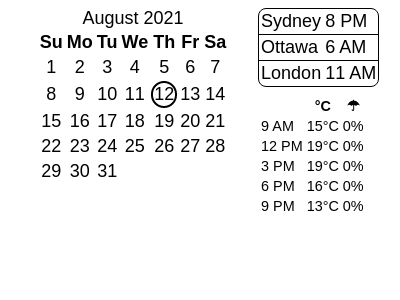 August 2021
Su Mo Tu We Th Fr Sa
1 2 3 4 5 6 7
8 9 10 11 12 13 14
15 16 17 18 19 20 21
22 23 24 25 26 27 28
29 30 31
Sydney 8 PM
Ottawa 6 AM
London 11 AM
°C ☂
9 AM 15°C 0%
12 PM 19°C 0%
3 PM 19°C 0%
6 PM 16°C 0%
9 PM 13°C 0%